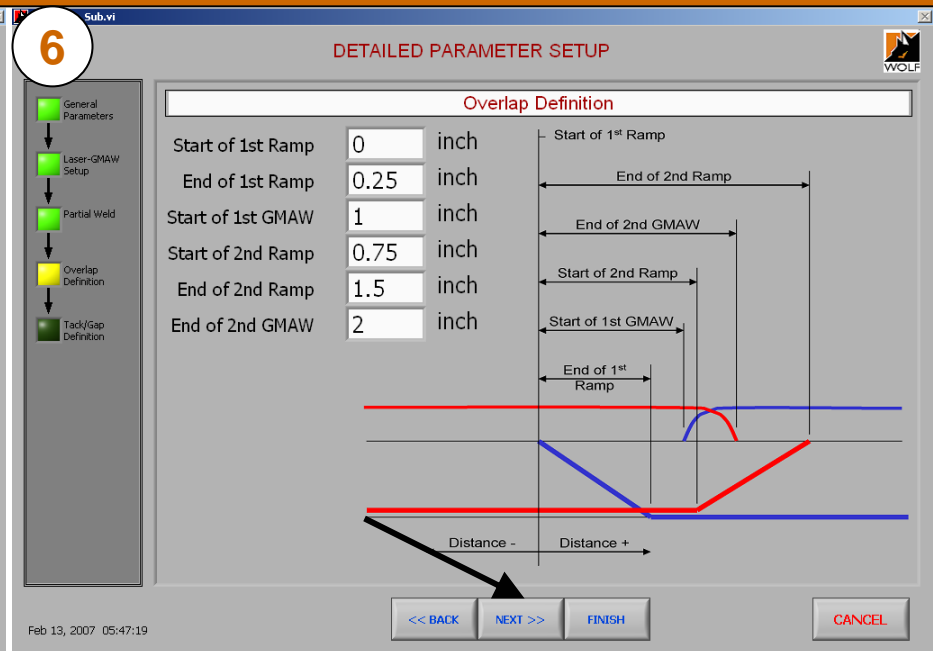 6
Sub.vi
DETAILED PARAMETER SETUP
WOLF
General
Parameters
Laser-GMAW
Setup
Partial Weld
Overlap
Definition
Tack/Gap
Definition
Overlap Definition
Start of 1st Ramp 0 inch
End of 1st Ramp 0.25 inch
Start of 1st GMAW 1 inch
Start of 2nd Ramp 0.75 inch
End of 2nd Ramp 1.5 inch
End of 2nd GMAW 2 inch
Start of 1st Ramp
End of 2nd Ramp
End of 2nd GMAW
Start of 2nd Ramp
Start of 1st GMAW
End of 1st
Ramp
Distance - Distance +
<< BACK NEXT >> FINISH CANCEL
Feb 13, 2007 05:47:19